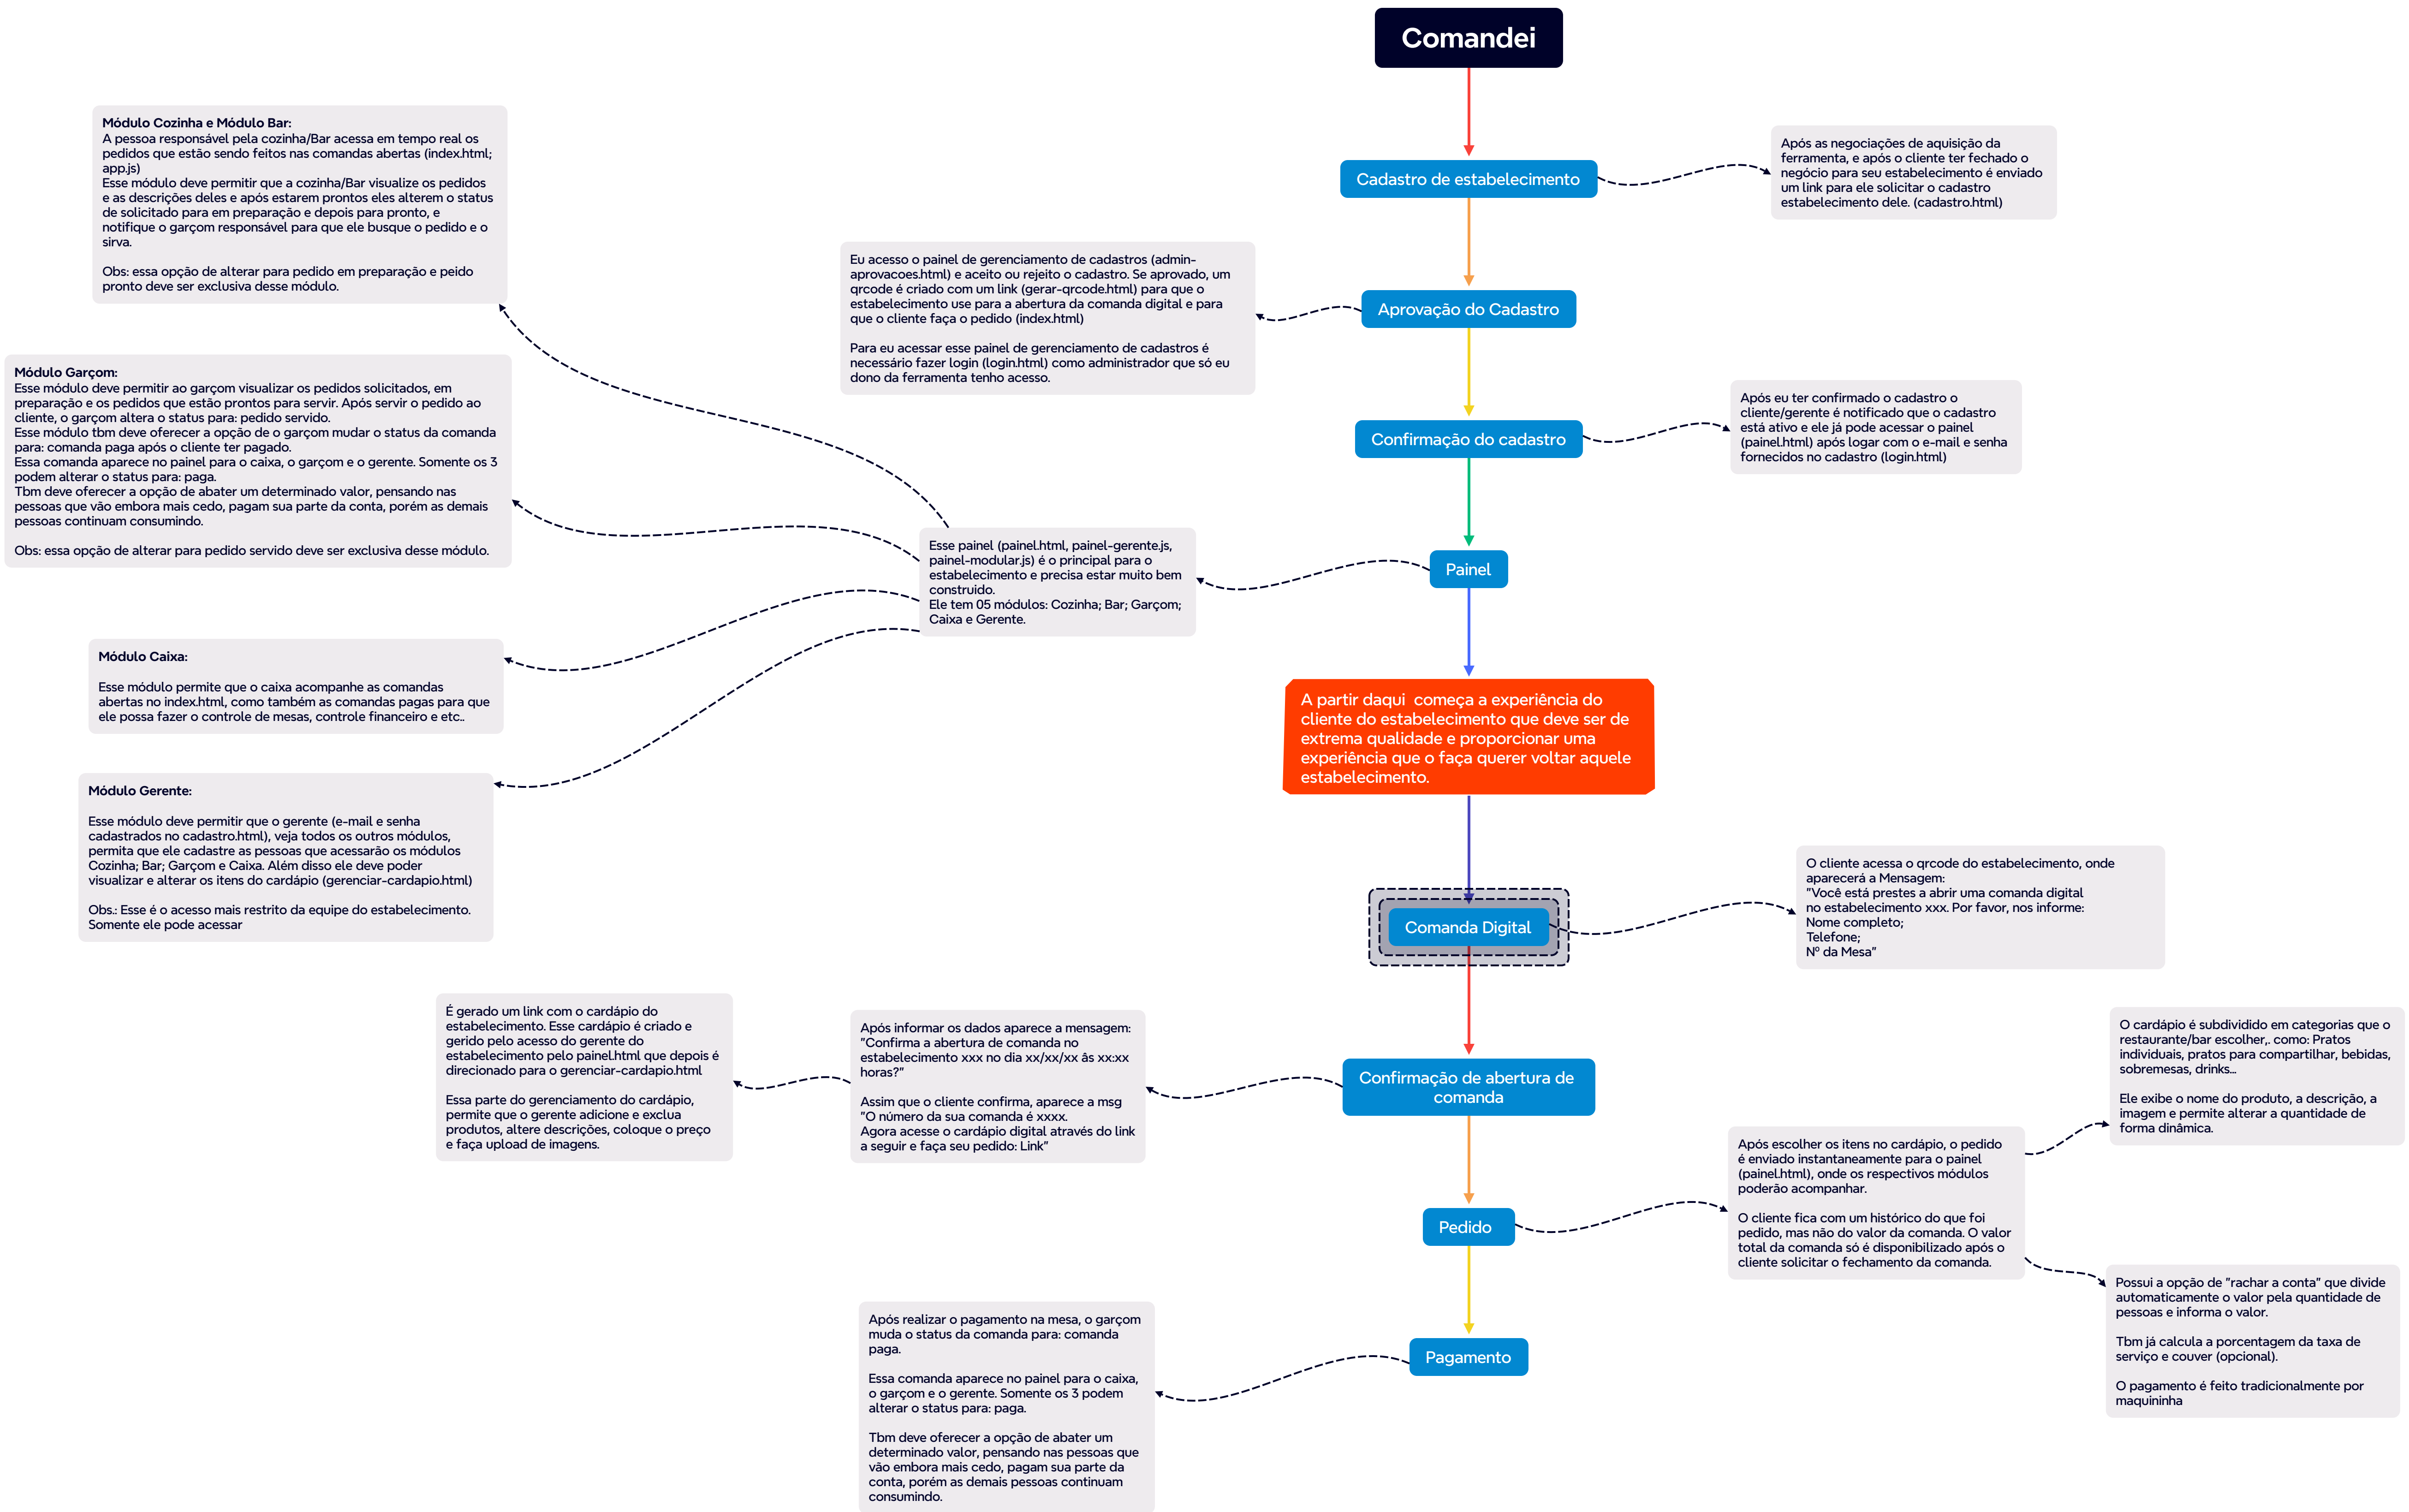 Comandei
Cadastro de estabelecimento
Após as negociações de aquisição da
ferramenta, e após o cliente ter fechado o
negócio para seu estabelecimento é enviado
um link para ele solicitar o cadastro
estabelecimento dele. (cadastro.html)
Aprovação do Cadastro
Eu acesso o painel de gerenciamento de cadastros (admin-
aprovacoes.html) e aceito ou rejeito o cadastro. Se aprovado, um
qrcode é criado com um link (gerar-qrcode.html) para que o
estabelecimento use para a abertura da comanda digital e para
que o cliente faça o pedido (index.html)
Para eu acessar esse painel de gerenciamento de cadastros é
necessário fazer login (login.html) como administrador que só eu
dono da ferramenta tenho acesso.
Confirmação do cadastro
Após eu ter confirmado o cadastro o
cliente/gerente é notificado que o cadastro
está ativo e ele já pode acessar o painel
(painel.html) após logar com o e-mail e senha
fornecidos no cadastro (login.html)
Painel
Esse painel (painel.html, painel-gerente.js,
painel-modular.js) é o principal para o
estabelecimento e precisa estar muito bem
construido.
Ele tem 05 módulos: Cozinha; Bar; Garçom;
Caixa e Gerente.
Módulo Cozinha e Módulo Bar:
A pessoa responsável pela cozinha/Bar acessa em tempo real os
pedidos que estão sendo feitos nas comandas abertas (index.html;
app.js)
Esse módulo deve permitir que a cozinha/Bar visualize os pedidos
e as descrições deles e após estarem prontos eles alterem o status
de solicitado para em preparação e depois para pronto, e
notifique o garçom responsável para que ele busque o pedido e o
sirva.
Obs: essa opção de alterar para pedido em preparação e peido
pronto deve ser exclusiva desse módulo.
Módulo Garçom:
Esse módulo deve permitir ao garçom visualizar os pedidos solicitados, em
preparação e os pedidos que estão prontos para servir. Após servir o pedido ao
cliente, o garçom altera o status para: pedido servido.
Esse módulo tbm deve oferecer a opção de o garçom mudar o status da comanda
para: comanda paga após o cliente ter pagado.
Essa comanda aparece no painel para o caixa, o garçom e o gerente. Somente os 3
podem alterar o status para: paga.
Tbm deve oferecer a opção de abater um determinado valor, pensando nas
pessoas que vão embora mais cedo, pagam sua parte da conta, porém as demais
pessoas continuam consumindo.
Obs: essa opção de alterar para pedido servido deve ser exclusiva desse módulo.
Módulo Caixa:
Esse módulo permite que o caixa acompanhe as comandas
abertas no index.html, como também as comandas pagas para que
ele possa fazer o controle de mesas, controle financeiro e etc..
Módulo Gerente:
Esse módulo deve permitir que o gerente (e-mail e senha
cadastrados no cadastro.html), veja todos os outros módulos,
permita que ele cadastre as pessoas que acessarão os módulos
Cozinha; Bar; Garçom e Caixa. Além disso ele deve poder
visualizar e alterar os itens do cardápio (gerenciar-cardapio.html)
Obs.: Esse é o acesso mais restrito da equipe do estabelecimento.
Somente ele pode acessar
A partir daqui começa a experiência do
cliente do estabelecimento que deve ser de
extrema qualidade e proporcionar uma
experiência que o faça querer voltar aquele
estabelecimento.
Comanda Digital
O cliente acessa o qrcode do estabelecimento, onde
aparecerá a Mensagem:
"Você está prestes a abrir uma comanda digital
no estabelecimento xxx. Por favor, nos informe:
Nome completo;
Telefone;
Nº da Mesa"
Confirmação de abertura de
comanda
Após informar os dados aparece a mensagem:
"Confirma a abertura de comanda no
estabelecimento xxx no dia xx/xx/xx âs xx:xx
horas?"
Assim que o cliente confirma, aparece a msg
"O número da sua comanda é xxxx.
Agora acesse o cardápio digital através do link
a seguir e faça seu pedido: Link"
É gerado um link com o cardápio do
estabelecimento. Esse cardápio é criado e
gerido pelo acesso do gerente do
estabelecimento pelo painel.html que depois é
direcionado para o gerenciar-cardapio.html
Essa parte do gerenciamento do cardápio,
permite que o gerente adicione e exclua
produtos, altere descrições, coloque o preço
e faça upload de imagens.
Pedido
Após escolher os itens no cardápio, o pedido
é enviado instantaneamente para o painel
(painel.html), onde os respectivos módulos
poderão acompanhar.
O cliente fica com um histórico do que foi
pedido, mas não do valor da comanda. O valor
total da comanda só é disponibilizado após o
cliente solicitar o fechamento da comanda.
O cardápio é subdividido em categorias que o
restaurante/bar escolher,. como: Pratos
individuais, pratos para compartilhar, bebidas,
sobremesas, drinks...
Ele exibe o nome do produto, a descrição, a
imagem e permite alterar a quantidade de
forma dinâmica.
Possui a opção de "rachar a conta" que divide
automaticamente o valor pela quantidade de
pessoas e informa o valor.
Tbm já calcula a porcentagem da taxa de
serviço e couver (opcional).
O pagamento é feito tradicionalmente por
maquininha
Pagamento
Após realizar o pagamento na mesa, o garçom
muda o status da comanda para: comanda
paga.
Essa comanda aparece no painel para o caixa,
o garçom e o gerente. Somente os 3 podem
alterar o status para: paga.
Tbm deve oferecer a opção de abater um
determinado valor, pensando nas pessoas que
vão embora mais cedo, pagam sua parte da
conta, porém as demais pessoas continuam
consumindo.